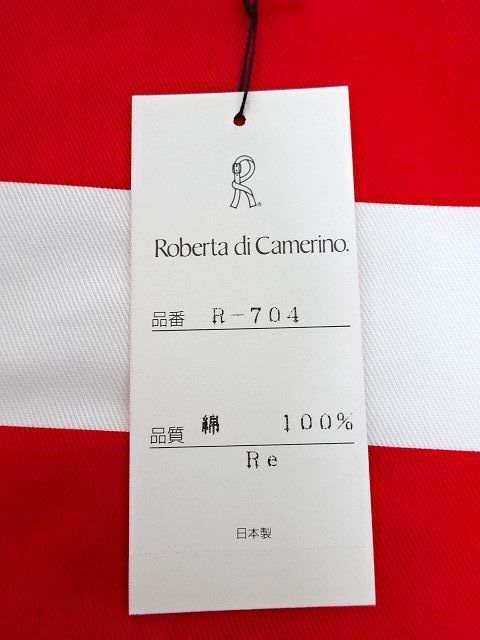 R®
Roberta di Camerino.
品番 R-704
品質 綿 100%
Re
日本製